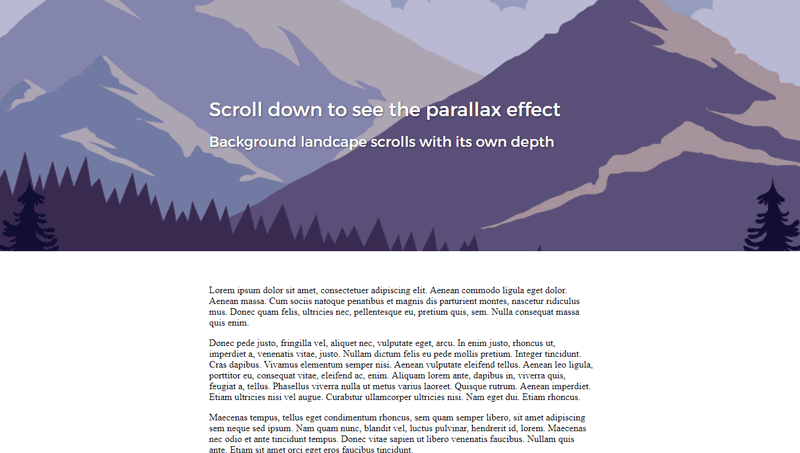 Scroll down to see the parallax effect
Background landcape scrolls with its own depth
Lorem ipsum dolor sit amet, consectetuer adipiscing elit. Aenean commodo ligula eget dolor.
Aenean massa. Cum sociis natoque penatibus et magnis dis parturient montes, nascetur ridiculus
mus. Donec quam felis, ultricies nec, pellentesque eu, pretium quis, sem. Nulla consequat massa
quis enim.
Donec pede justo, fringilla vel, aliquet nec, vulputate eget, arcu. In enim justo, rhoncus ut,
imperdiet a, venenatis vitae, justo. Nullam dictum felis eu pede mollis pretium. Integer tincidunt.
Cras dapibus. Vivamus elementum semper nisi. Aenean vulputate eleifend tellus. Aenean leo ligula,
porttitor eu, consequat vitae, eleifend ac, enim. Aliquam lorem ante, dapibus in, viverra quis,
feugiat a, tellus. Phasellus viverra nulla ut metus varius laoreet. Quisque rutrum. Aenean imperdiet.
Etiam ultricies nisi vel augue. Curabitur ullamcorper ultricies nisi. Nam eget dui. Etiam rhoncus.
Maecenas tempus, tellus eget condimentum rhoncus, sem quam semper libero, sit amet adipiscing
sem neque sed ipsum. Nam quam nunc, blandit vel, luctus pulvinar, hendrerit id, lorem. Maecenas
nec odio et ante tincidunt tempus. Donec vitae sapien ut libero venenatis faucibus. Nullam quis
ante. Etiam sit amet orci eget eros faucibus tincidunt.